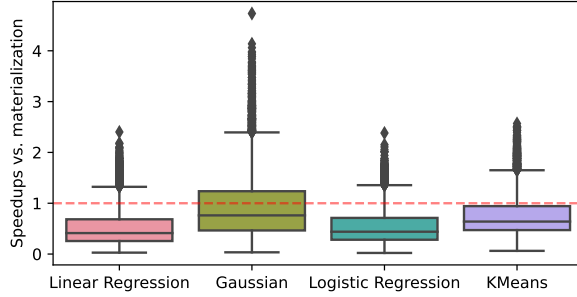 Speedups vs. materialization
4
3
2
1
0
Linear Regression
Gaussian
Logistic Regression
KMeans